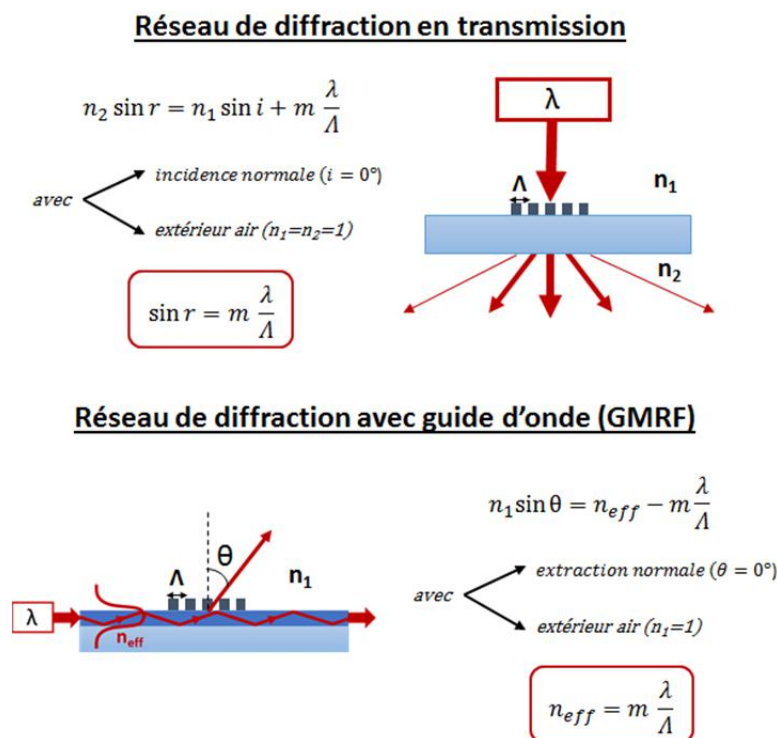 Réseau de diffraction en transmission
n₂ sin r = n₁ sin i + m λ/Λ
avec
incidence normale (i = 0°)
extérieur air (n₁=n₂=1)
sin r = m λ/Λ
λ
Λ
n₁
n₂
Réseau de diffraction avec guide d’onde (GMRF)
λ
n_eff
Λ
θ
n₁
n₁ sin θ = n_eff − m λ/Λ
avec
extraction normale (θ = 0°)
extérieur air (n₁=1)
n_eff = m λ/Λ